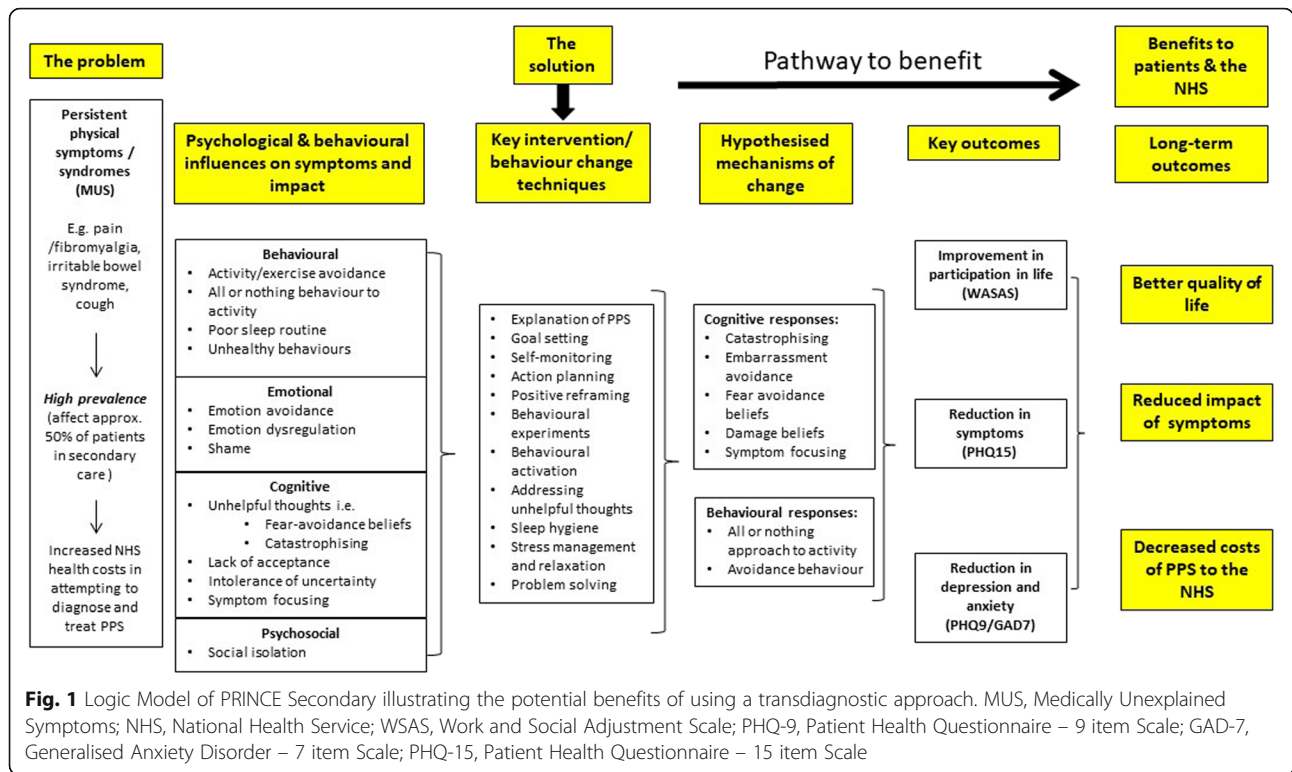 The problem
Persistent
physical
symptoms /
syndromes
(MUS)
E.g. pain
/fibromyalgia,
irritable bowel
syndrome,
cough
High prevalence
(affect approx.
50% of patients
in secondary
care )
Increased NHS
health costs in
attempting to
diagnose and
treat PPS
Psychological & behavioural
influences on symptoms and
impact
Behavioural
• Activity/exercise avoidance
• All or nothing behaviour to
activity
• Poor sleep routine
• Unhealthy behaviours
Emotional
• Emotion avoidance
• Emotion dysregulation
• Shame
Cognitive
• Unhelpful thoughts i.e.
• Fear-avoidance beliefs
• Catastrophising
• Lack of acceptance
• Intolerance of uncertainty
• Symptom focusing
Psychosocial
• Social isolation
The
solution
Key intervention/
behaviour change
techniques
• Explanation of PPS
• Goal setting
• Self-monitoring
• Action planning
• Positive reframing
• Behavioural
experiments
• Behavioural
activation
• Addressing
unhelpful thoughts
• Sleep hygiene
• Stress management
and relaxation
• Problem solving
Pathway to benefit
Hypothesised
mechanisms of
change
Cognitive responses:
• Catastrophising
• Embarrassment
avoidance
• Fear avoidance
beliefs
• Damage beliefs
• Symptom focusing
Behavioural responses:
• All or nothing
approach to activity
• Avoidance behaviour
Key outcomes
Improvement in
participation in life
(WASAS)
Reduction in
symptoms
(PHQ15)
Reduction in
depression and
anxiety
(PHQ9/GAD7)
Benefits to
patients & the
NHS
Long-term
outcomes
Better quality of
life
Reduced impact
of symptoms
Decreased costs
of PPS to the
NHS
Fig. 1 Logic Model of PRINCE Secondary illustrating the potential benefits of using a transdiagnostic approach. MUS, Medically Unexplained
Symptoms; NHS, National Health Service; WSAS, Work and Social Adjustment Scale; PHQ-9, Patient Health Questionnaire – 9 item Scale; GAD-7,
Generalised Anxiety Disorder – 7 item Scale; PHQ-15, Patient Health Questionnaire – 15 item Scale